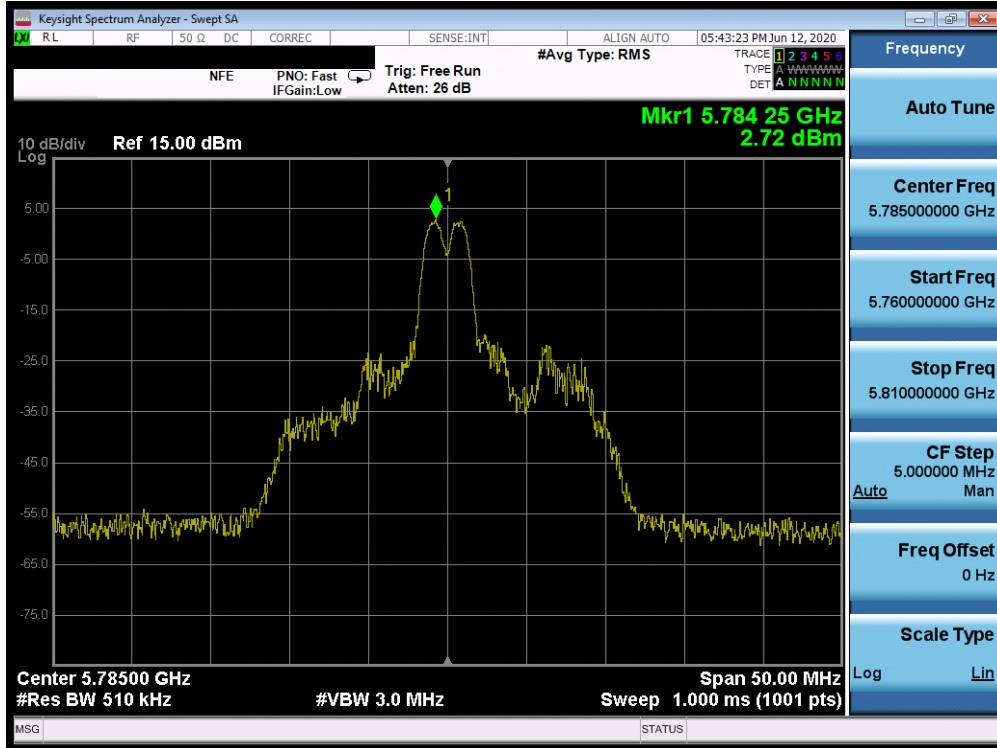 Keysight Spectrum Analyzer - Swept SA
LXI RL RF 50 Ω DC CORREC SENSE:INT ALIGN AUTO 05:43:23 PM Jun 12, 2020
#Avg Type: RMS TRACE 1 2 3 4 5 6
NFE PNO: Fast Trig: Free Run TYPE A WWWWW
IFGain:Low Atten: 26 dB DET A N N N N N
Mkr1 5.784 25 GHz
2.72 dBm
10 dB/div Ref 15.00 dBm
Log
1
5.00
-5.00
-15.0
-25.0
-35.0
-45.0
-55.0
-65.0
-75.0
Center 5.78500 GHz Span 50.00 MHz
#Res BW 510 kHz #VBW 3.0 MHz Sweep 1.000 ms (1001 pts)
MSG STATUS
Frequency
Auto Tune
Center Freq
5.785000000 GHz
Start Freq
5.760000000 GHz
Stop Freq
5.810000000 GHz
CF Step
5.000000 MHz
Auto Man
Freq Offset
0 Hz
Scale Type
Log Lin